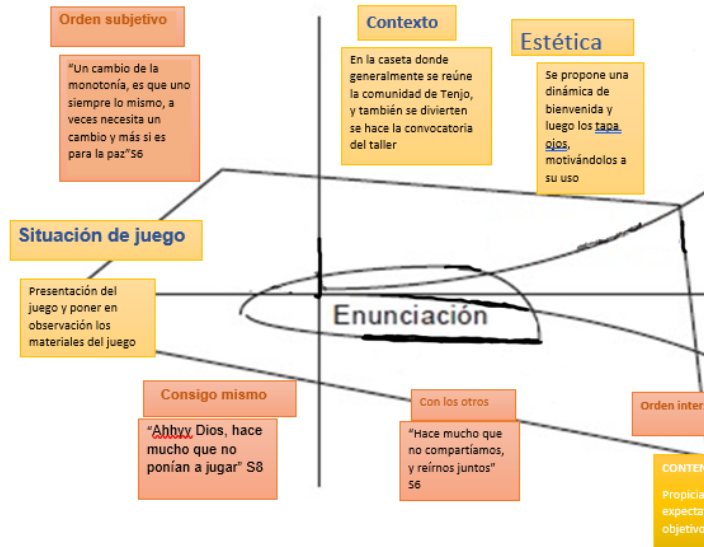 Orden subjetivo
"Un cambio de la
monotonía, es que uno
siempre lo mismo, a
veces necesita un
cambio y más si es
para la paz"S6
Contexto
En la caseta donde
generalmente se reúne
la comunidad de Tenjo,
y también se divierten
se hace la convocatoria
del taller
Estética
Se propone una
dinámica de
bienvenida y
luego los tapa
ojos,
motivándolos a
su uso
Situación de juego
Presentación del
juego y poner en
observación los
materiales del juego
Enunciación
Consigo mismo
"Ahhyy Dios, hace
mucho que no
ponían a jugar" S8
Con los otros
"Hace mucho que
no compartíamos,
y reírnos juntos"
S6
Orden inter
CONTEN
Propicia
expecta
objetivo